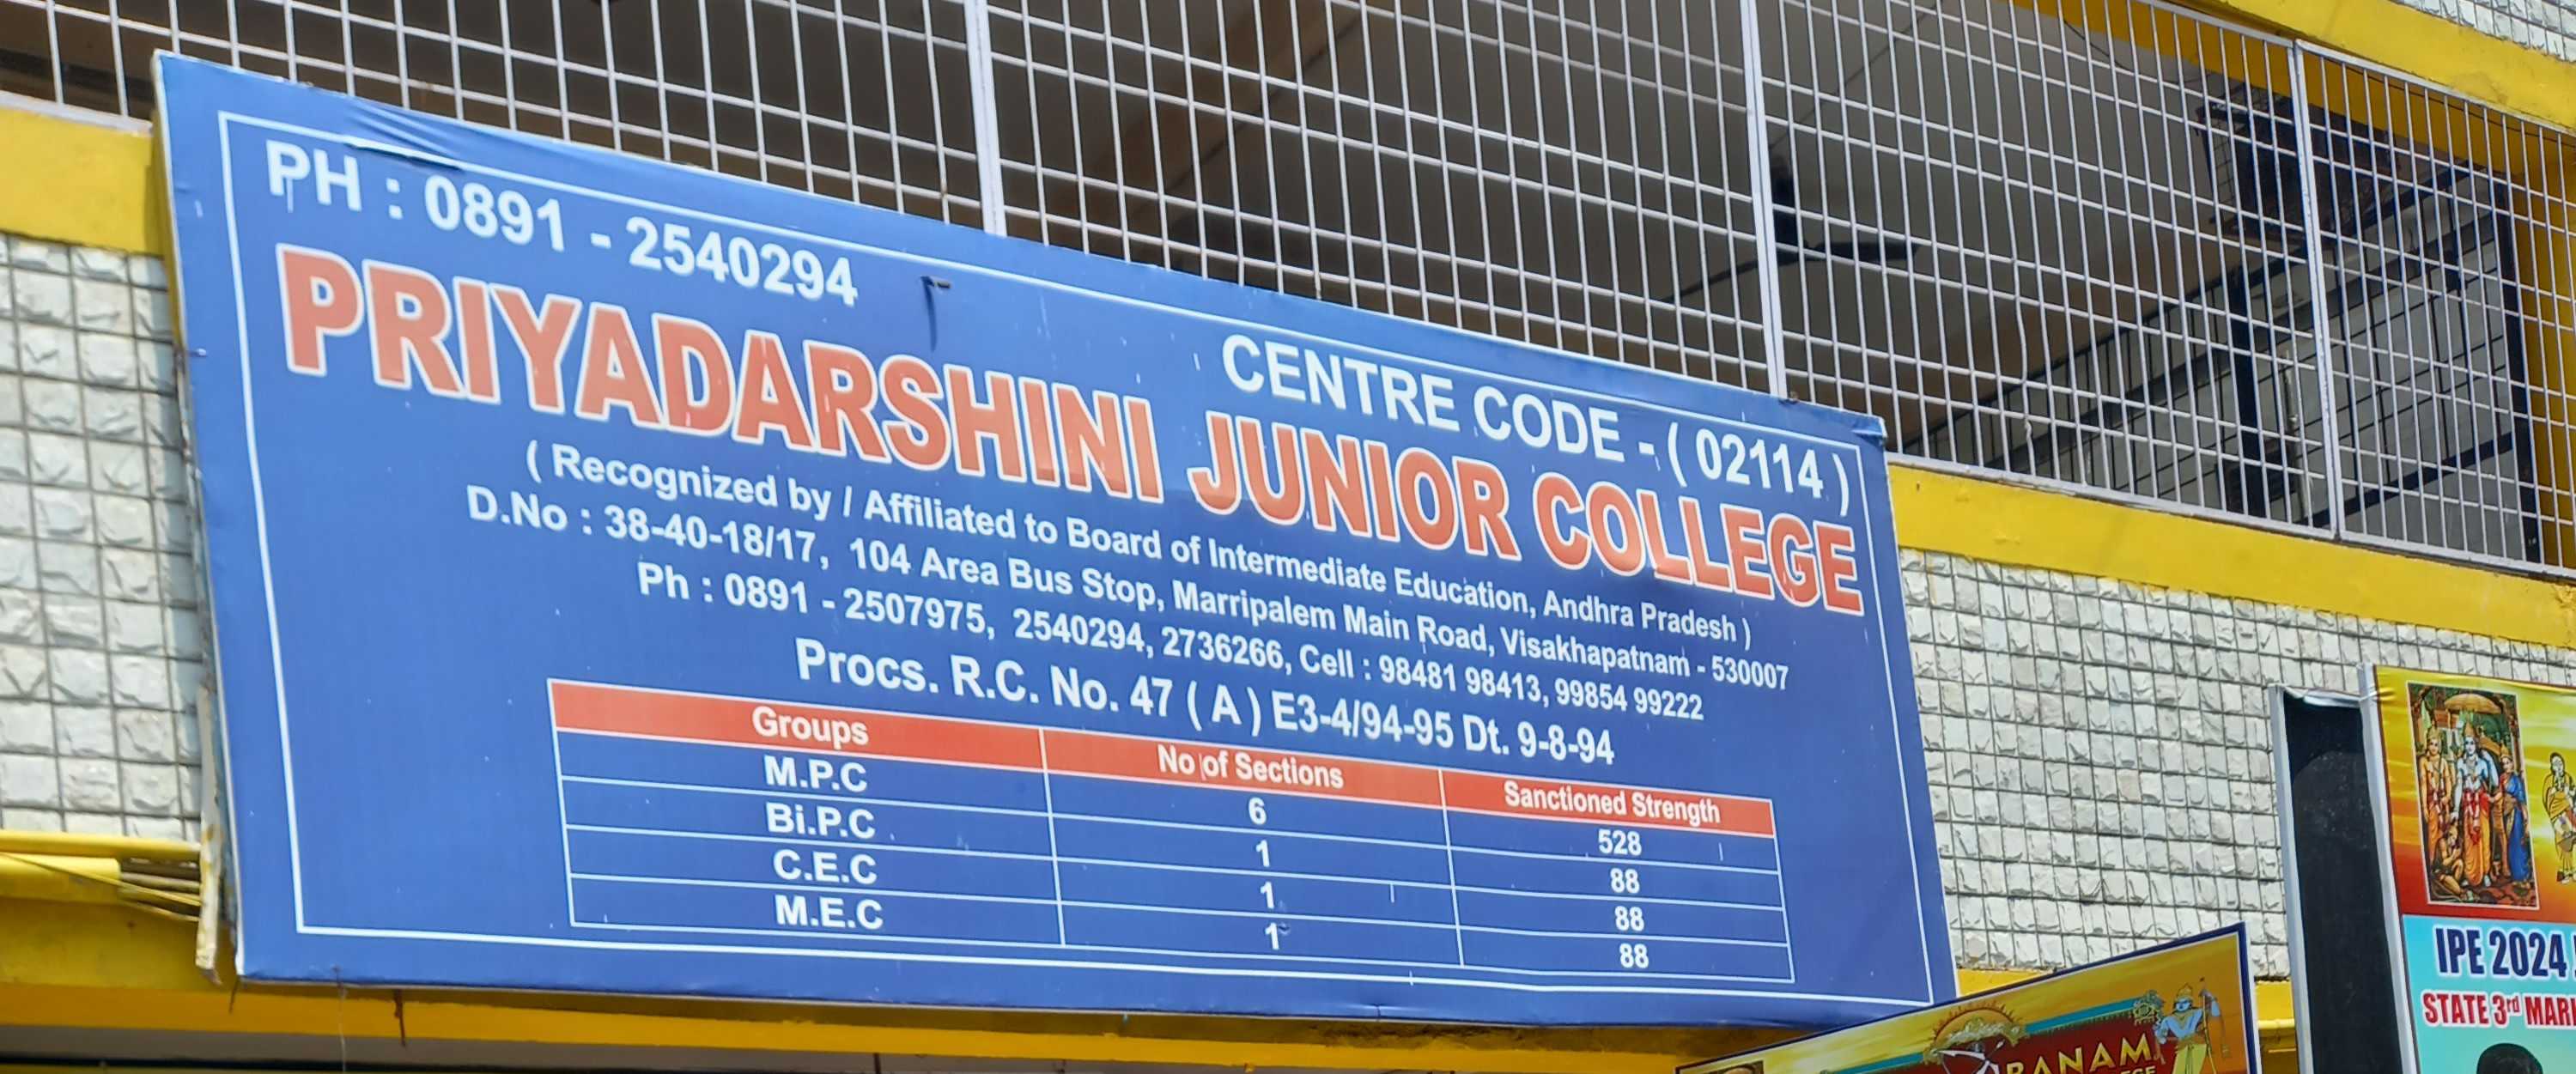 PH : 0891 - 2540294
CENTRE CODE - ( 02114 )
PRIYADARSHINI JUNIOR COLLEGE
( Recognized by / Affiliated to Board of Intermediate Education, Andhra Pradesh )
D.No : 38-40-18/17, 104 Area Bus Stop, Marripalem Main Road, Visakhapatnam - 530007
Ph : 0891 - 2507975, 2540294, 2736266, Cell : 98481 98413, 99854 99222
Procs. R.C. No. 47 ( A ) E3-4/94-95 Dt. 9-8-94
Groups No of Sections Sanctioned Strength
M.P.C 6 528
Bi.P.C 1 88
C.E.C 1 88
M.E.C 1 88
IPE 2024
STATE 3rd